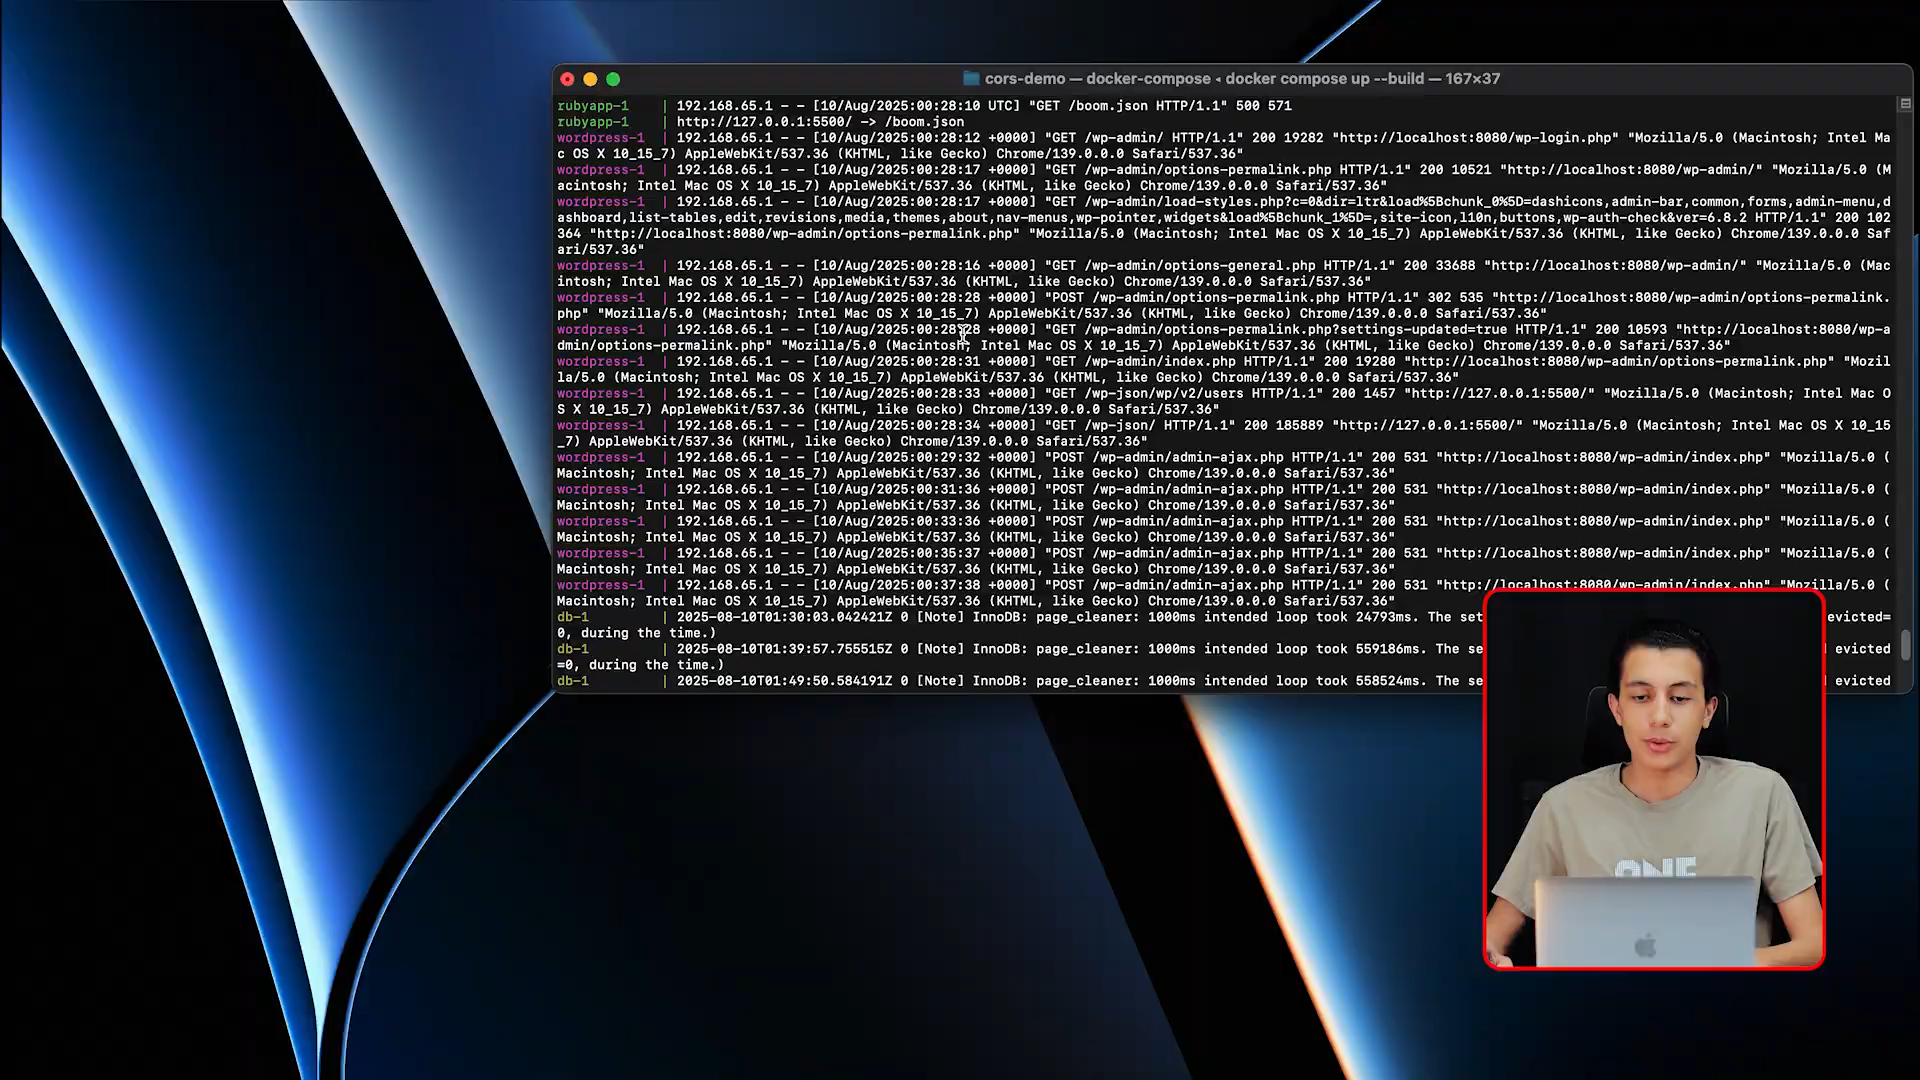 cors-demo — docker-compose ◂ docker compose up --build — 167×37
rubyapp-1 | 192.168.65.1 - - [10/Aug/2025:00:28:10 UTC] "GET /boom.json HTTP/1.1" 500 571
rubyapp-1 | http://127.0.0.1:5500/ -> /boom.json
wordpress-1 | 192.168.65.1 - - [10/Aug/2025:00:28:12 +0000] "GET /wp-admin/ HTTP/1.1" 200 19282 "http://localhost:8080/wp-login.php" "Mozilla/5.0 (Macintosh; Intel Ma
c OS X 10_15_7) AppleWebKit/537.36 (KHTML, like Gecko) Chrome/139.0.0.0 Safari/537.36"
wordpress-1 | 192.168.65.1 - - [10/Aug/2025:00:28:17 +0000] "GET /wp-admin/options-permalink.php HTTP/1.1" 200 10521 "http://localhost:8080/wp-admin/" "Mozilla/5.0 (M
acintosh; Intel Mac OS X 10_15_7) AppleWebKit/537.36 (KHTML, like Gecko) Chrome/139.0.0.0 Safari/537.36"
wordpress-1 | 192.168.65.1 - - [10/Aug/2025:00:28:17 +0000] "GET /wp-admin/load-styles.php?c=0&dir=ltr&load%5Bchunk_0%5D=dashicons,admin-bar,common,forms,admin-menu,d
ashboard,list-tables,edit,revisions,media,themes,about,nav-menus,wp-pointer,widgets&load%5Bchunk_1%5D=,site-icon,l10n,buttons,wp-auth-check&ver=6.8.2 HTTP/1.1" 200 102
364 "http://localhost:8080/wp-admin/options-permalink.php" "Mozilla/5.0 (Macintosh; Intel Mac OS X 10_15_7) AppleWebKit/537.36 (KHTML, like Gecko) Chrome/139.0.0.0 Saf
ari/537.36"
wordpress-1 | 192.168.65.1 - - [10/Aug/2025:00:28:16 +0000] "GET /wp-admin/options-general.php HTTP/1.1" 200 33688 "http://localhost:8080/wp-admin/" "Mozilla/5.0 (Mac
intosh; Intel Mac OS X 10_15_7) AppleWebKit/537.36 (KHTML, like Gecko) Chrome/139.0.0.0 Safari/537.36"
wordpress-1 | 192.168.65.1 - - [10/Aug/2025:00:28:28 +0000] "POST /wp-admin/options-permalink.php HTTP/1.1" 302 535 "http://localhost:8080/wp-admin/options-permalink.
php" "Mozilla/5.0 (Macintosh; Intel Mac OS X 10_15_7) AppleWebKit/537.36 (KHTML, like Gecko) Chrome/139.0.0.0 Safari/537.36"
wordpress-1 | 192.168.65.1 - - [10/Aug/2025:00:28:28 +0000] "GET /wp-admin/options-permalink.php?settings-updated=true HTTP/1.1" 200 10593 "http://localhost:8080/wp-a
dmin/options-permalink.php" "Mozilla/5.0 (Macintosh; Intel Mac OS X 10_15_7) AppleWebKit/537.36 (KHTML, like Gecko) Chrome/139.0.0.0 Safari/537.36"
wordpress-1 | 192.168.65.1 - - [10/Aug/2025:00:28:31 +0000] "GET /wp-admin/index.php HTTP/1.1" 200 19280 "http://localhost:8080/wp-admin/options-permalink.php" "Mozil
la/5.0 (Macintosh; Intel Mac OS X 10_15_7) AppleWebKit/537.36 (KHTML, like Gecko) Chrome/139.0.0.0 Safari/537.36"
wordpress-1 | 192.168.65.1 - - [10/Aug/2025:00:28:33 +0000] "GET /wp-json/wp/v2/users HTTP/1.1" 200 1457 "http://127.0.0.1:5500/" "Mozilla/5.0 (Macintosh; Intel Mac O
S X 10_15_7) AppleWebKit/537.36 (KHTML, like Gecko) Chrome/139.0.0.0 Safari/537.36"
wordpress-1 | 192.168.65.1 - - [10/Aug/2025:00:28:34 +0000] "GET /wp-json/ HTTP/1.1" 200 185889 "http://127.0.0.1:5500/" "Mozilla/5.0 (Macintosh; Intel Mac OS X 10_15
_7) AppleWebKit/537.36 (KHTML, like Gecko) Chrome/139.0.0.0 Safari/537.36"
wordpress-1 | 192.168.65.1 - - [10/Aug/2025:00:29:32 +0000] "POST /wp-admin/admin-ajax.php HTTP/1.1" 200 531 "http://localhost:8080/wp-admin/index.php" "Mozilla/5.0 (
Macintosh; Intel Mac OS X 10_15_7) AppleWebKit/537.36 (KHTML, like Gecko) Chrome/139.0.0.0 Safari/537.36"
wordpress-1 | 192.168.65.1 - - [10/Aug/2025:00:31:36 +0000] "POST /wp-admin/admin-ajax.php HTTP/1.1" 200 531 "http://localhost:8080/wp-admin/index.php" "Mozilla/5.0 (
Macintosh; Intel Mac OS X 10_15_7) AppleWebKit/537.36 (KHTML, like Gecko) Chrome/139.0.0.0 Safari/537.36"
wordpress-1 | 192.168.65.1 - - [10/Aug/2025:00:33:36 +0000] "POST /wp-admin/admin-ajax.php HTTP/1.1" 200 531 "http://localhost:8080/wp-admin/index.php" "Mozilla/5.0 (
Macintosh; Intel Mac OS X 10_15_7) AppleWebKit/537.36 (KHTML, like Gecko) Chrome/139.0.0.0 Safari/537.36"
wordpress-1 | 192.168.65.1 - - [10/Aug/2025:00:35:37 +0000] "POST /wp-admin/admin-ajax.php HTTP/1.1" 200 531 "http://localhost:8080/wp-admin/index.php" "Mozilla/5.0 (
Macintosh; Intel Mac OS X 10_15_7) AppleWebKit/537.36 (KHTML, like Gecko) Chrome/139.0.0.0 Safari/537.36"
wordpress-1 | 192.168.65.1 - - [10/Aug/2025:00:37:38 +0000] "POST /wp-admin/admin-ajax.php HTTP/1.1" 200 531 "http://localhost:8080/wp-admin/index.php" "Mozilla/5.0 (
Macintosh; Intel Mac OS X 10_15_7) AppleWebKit/537.36 (KHTML, like Gecko) Chrome/139.0.0.0 Safari/537.36"
db-1 | 2025-08-10T01:30:03.042421Z 0 [Note] InnoDB: page_cleaner: 1000ms intended loop took 24793ms. The set evicted=
0, during the time.)
db-1 | 2025-08-10T01:39:57.755515Z 0 [Note] InnoDB: page_cleaner: 1000ms intended loop took 559186ms. The se evicted
=0, during the time.)
db-1 | 2025-08-10T01:49:50.584191Z 0 [Note] InnoDB: page_cleaner: 1000ms intended loop took 558524ms. The se evicted
ONE